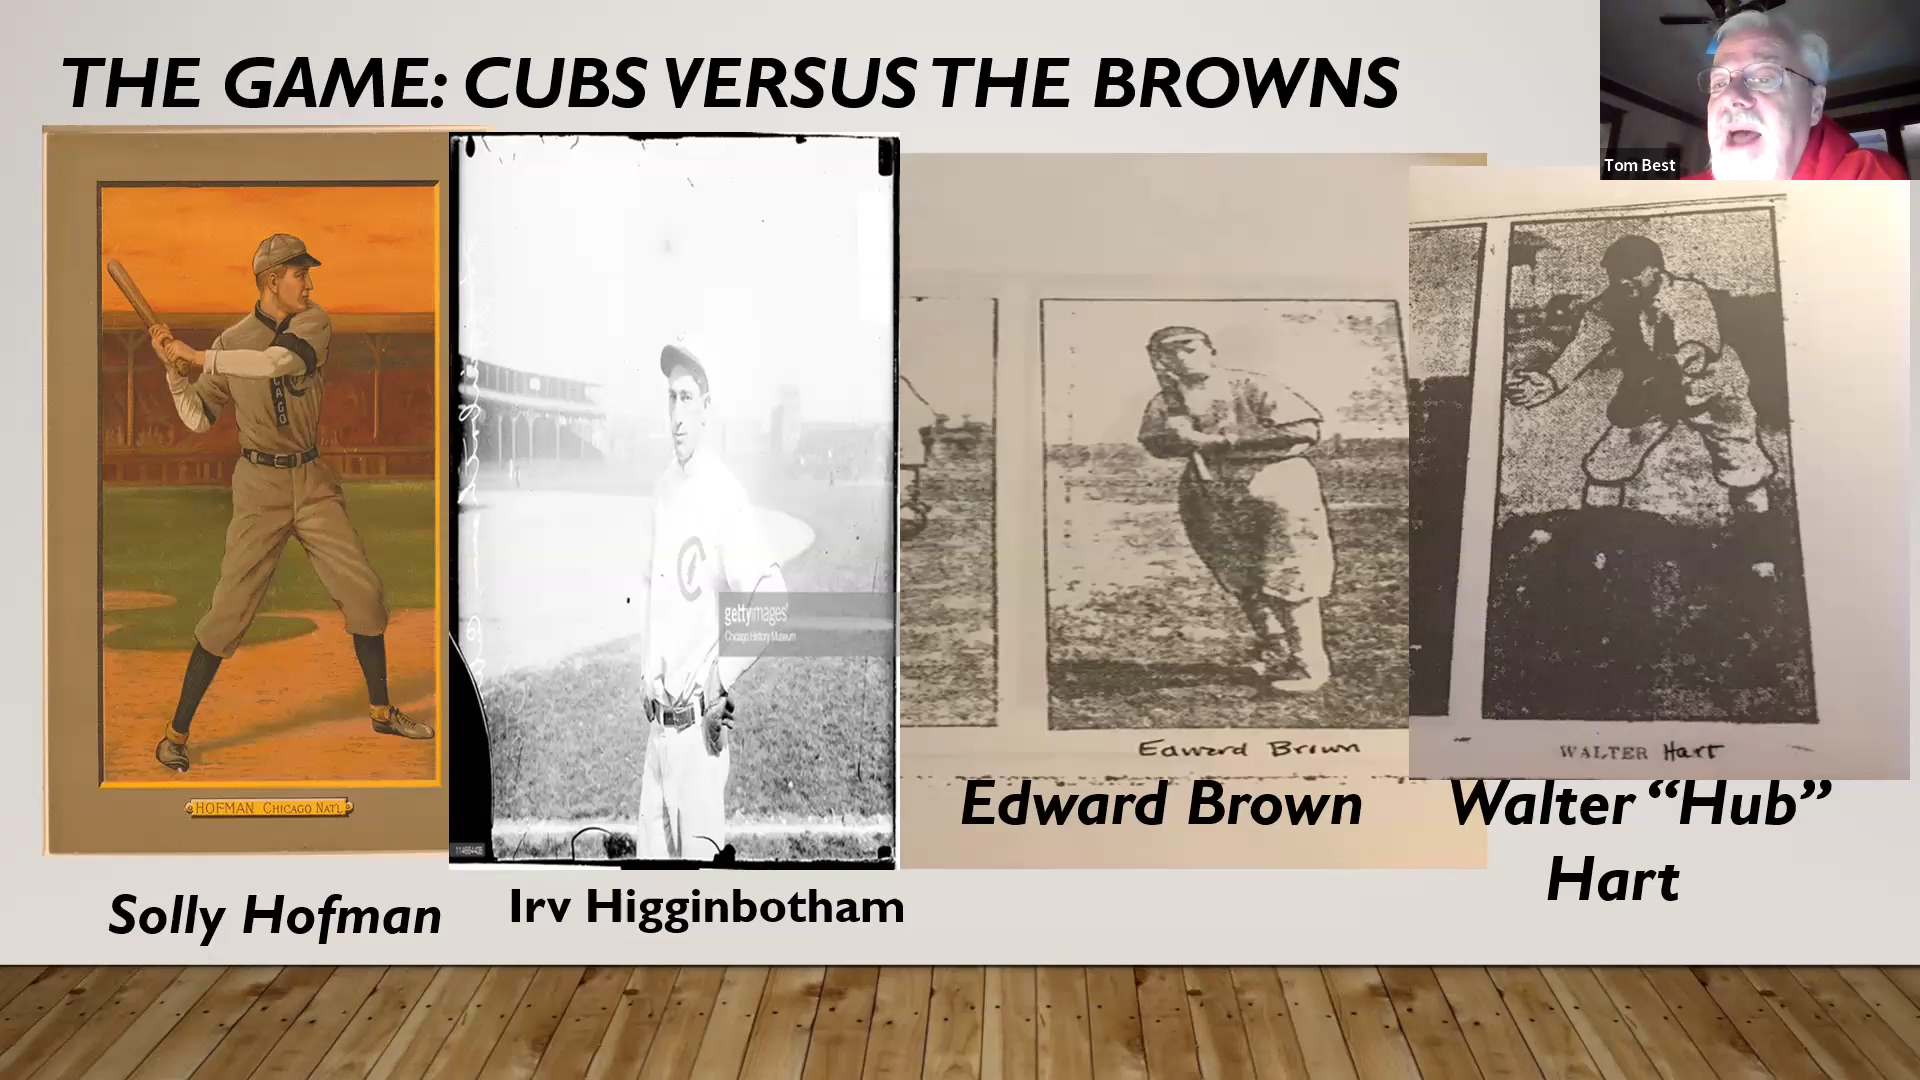 THE GAME: CUBS VERSUS THE BROWNS
Tom Best
CAGO
C
gettyimages
Chicago History Museum
HOFMAN CHICAGO NAT'L
Edward Brown
WALTER Hart
Edward Brown
Walter “Hub”
Hart
Solly Hofman
Irv Higginbotham